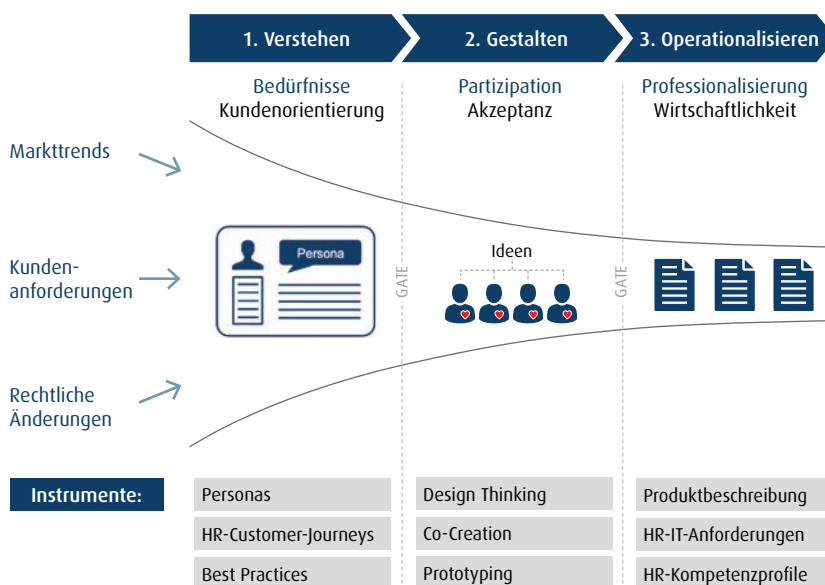 1. Verstehen
2. Gestalten
3. Operationalisieren
Bedürfnisse
Kundenorientierung
Partizipation
Akzeptanz
Professionalisierung
Wirtschaftlichkeit
Markttrends
Kunden-
anforderungen
Rechtliche
Änderungen
Persona
GATE
Ideen
GATE
Instrumente:
Personas
Design Thinking
Produktbeschreibung
HR-Customer-Journeys
Co-Creation
HR-IT-Anforderungen
Best Practices
Prototyping
HR-Kompetenzprofile